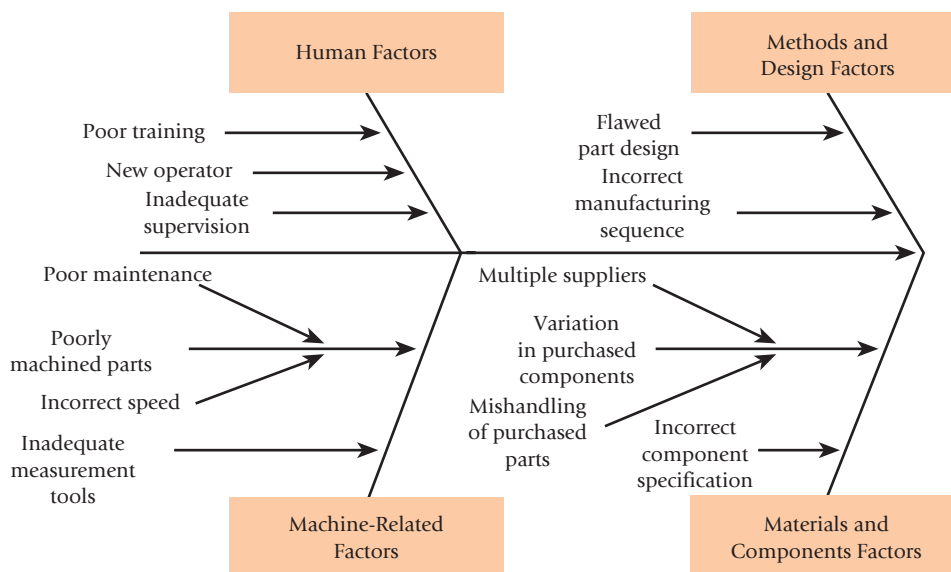 Human Factors
Methods and
Design Factors
Poor training
New operator
Inadequate
supervision
Flawed
part design
Incorrect
manufacturing
sequence
Poor maintenance
Poorly
machined parts
Incorrect speed
Inadequate
measurement
tools
Multiple suppliers
Variation
in purchased
components
Mishandling
of purchased
parts
Incorrect
component
specification
Machine-Related
Factors
Materials and
Components Factors